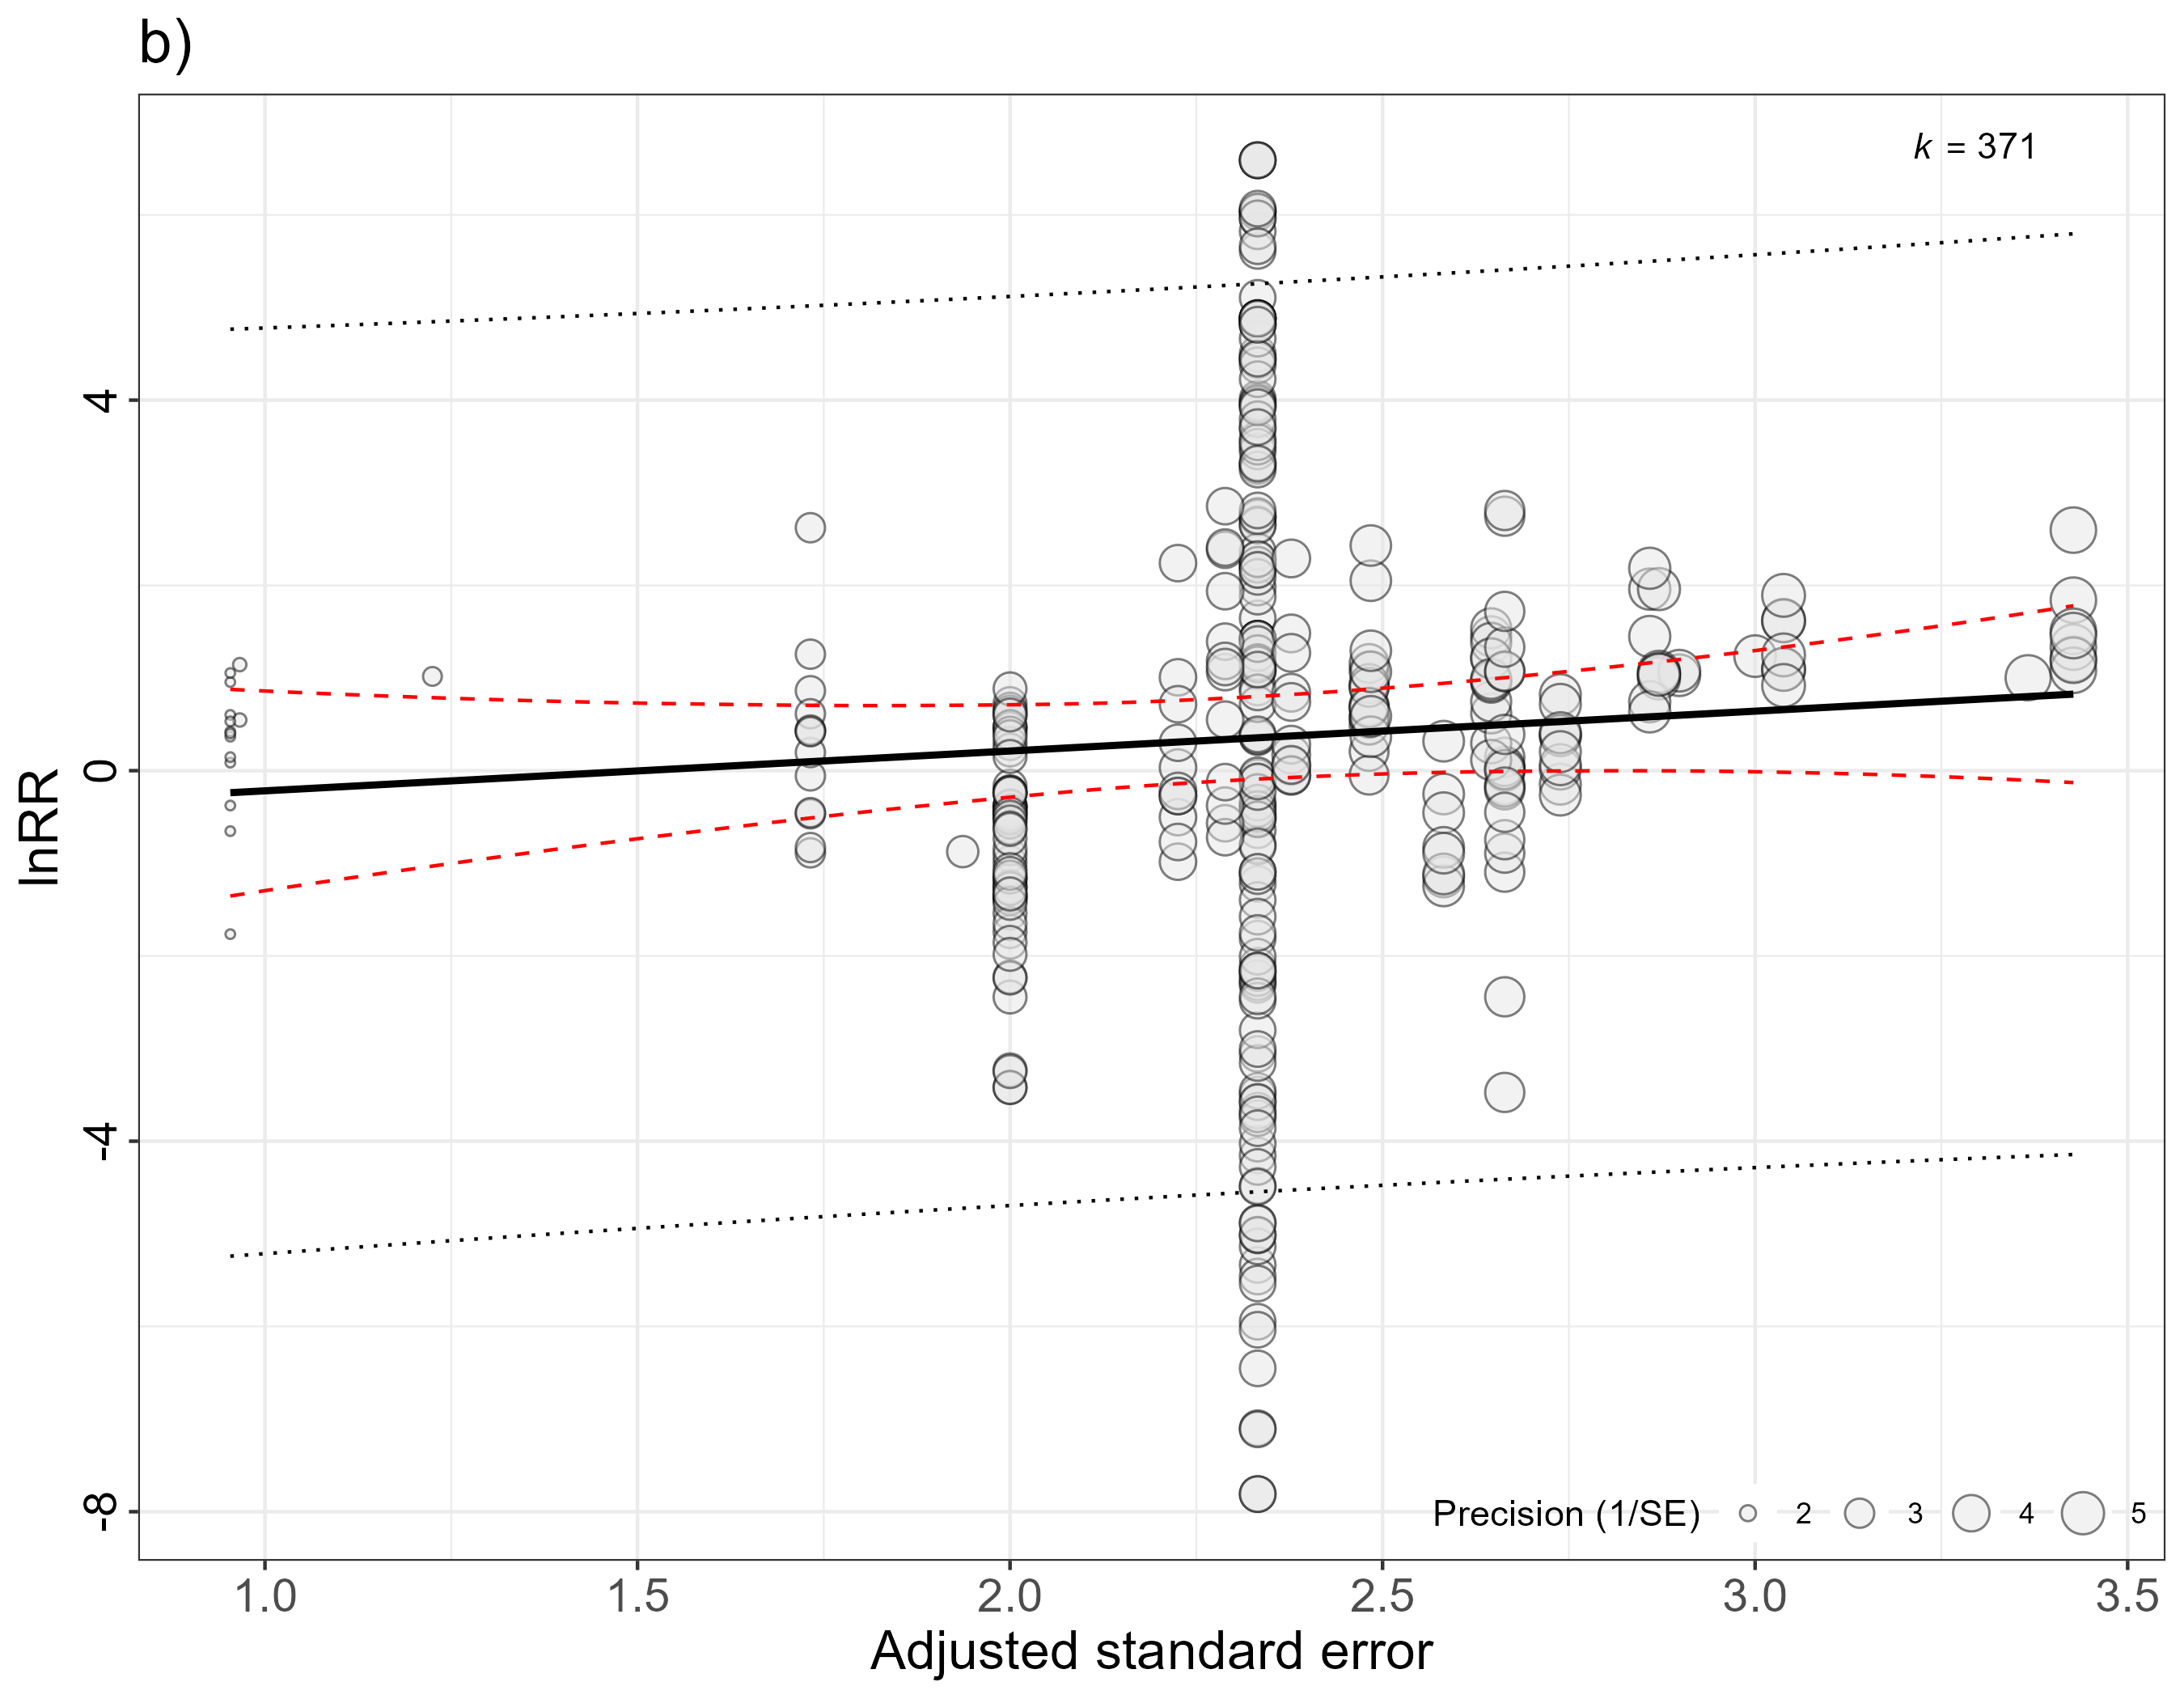 b)
k = 371
lnRR
4
0
-4
-8
Precision (1/SE) 2 3 4 5
1.0 1.5 2.0 2.5 3.0 3.5
Adjusted standard error